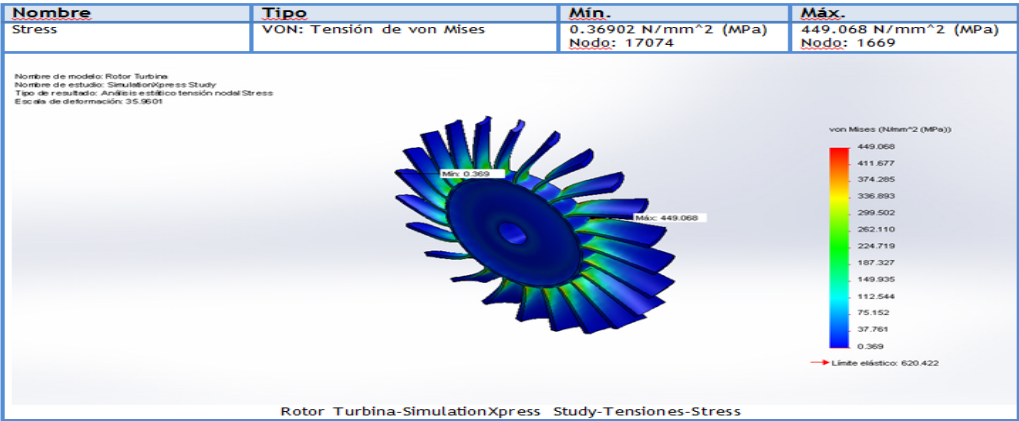 Nombre Tipo Mín. Máx.
Stress VON: Tensión de von Mises 0.36902 N/mm^2 (MPa) 449.068 N/mm^2 (MPa)
Nodo: 17074 Nodo: 1669
Nombre de modelo: Rotor Turbina
Nombre de estudio: SimulationXpress Study
Tipo de resultado: Análisis estático tensión nodal Stress
Escala de deformación: 35.9601
von Mises (N/mm^2 (MPa))
449.068
411.677
374.285
336.893
299.502
262.110
224.719
187.327
149.935
112.544
75.152
37.761
0.369
Límite elástico: 620.422
Mín: 0.369
Máx: 449.068
Rotor Turbina-SimulationXpress Study-Tensiones-Stress